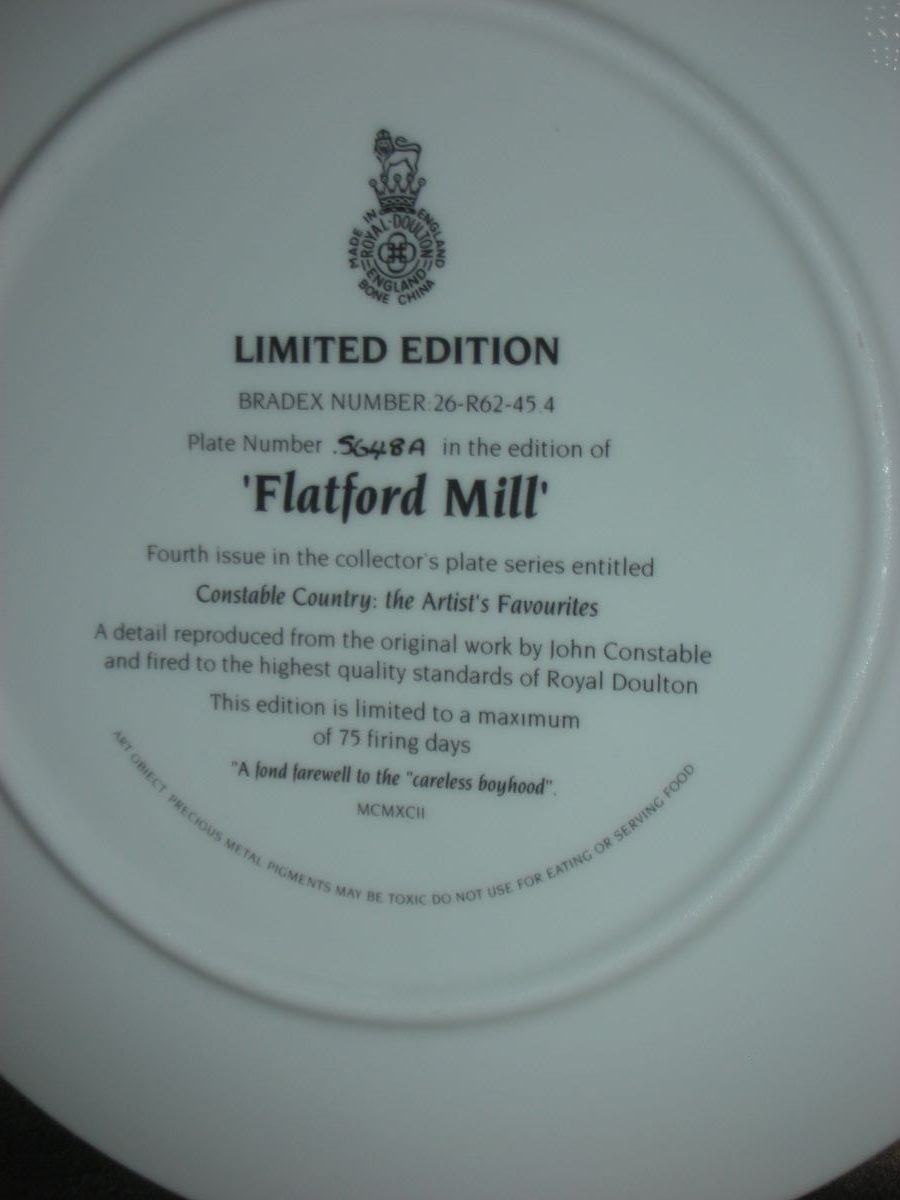 MADE IN ENGLAND
ROYAL·DOULTON
ENGLAND
BONE CHINA
LIMITED EDITION
BRADEX NUMBER:26-R62-45.4
Plate Number 5648A in the edition of
'Flatford Mill'
Fourth issue in the collector's plate series entitled
Constable Country: the Artist's Favourites
A detail reproduced from the original work by John Constable
and fired to the highest quality standards of Royal Doulton
This edition is limited to a maximum
of 75 firing days
"A fond farewell to the "careless boyhood".
MCMXCII
ART OBJECT. PRECIOUS METAL PIGMENTS MAY BE TOXIC DO NOT USE FOR EATING OR SERVING FOOD